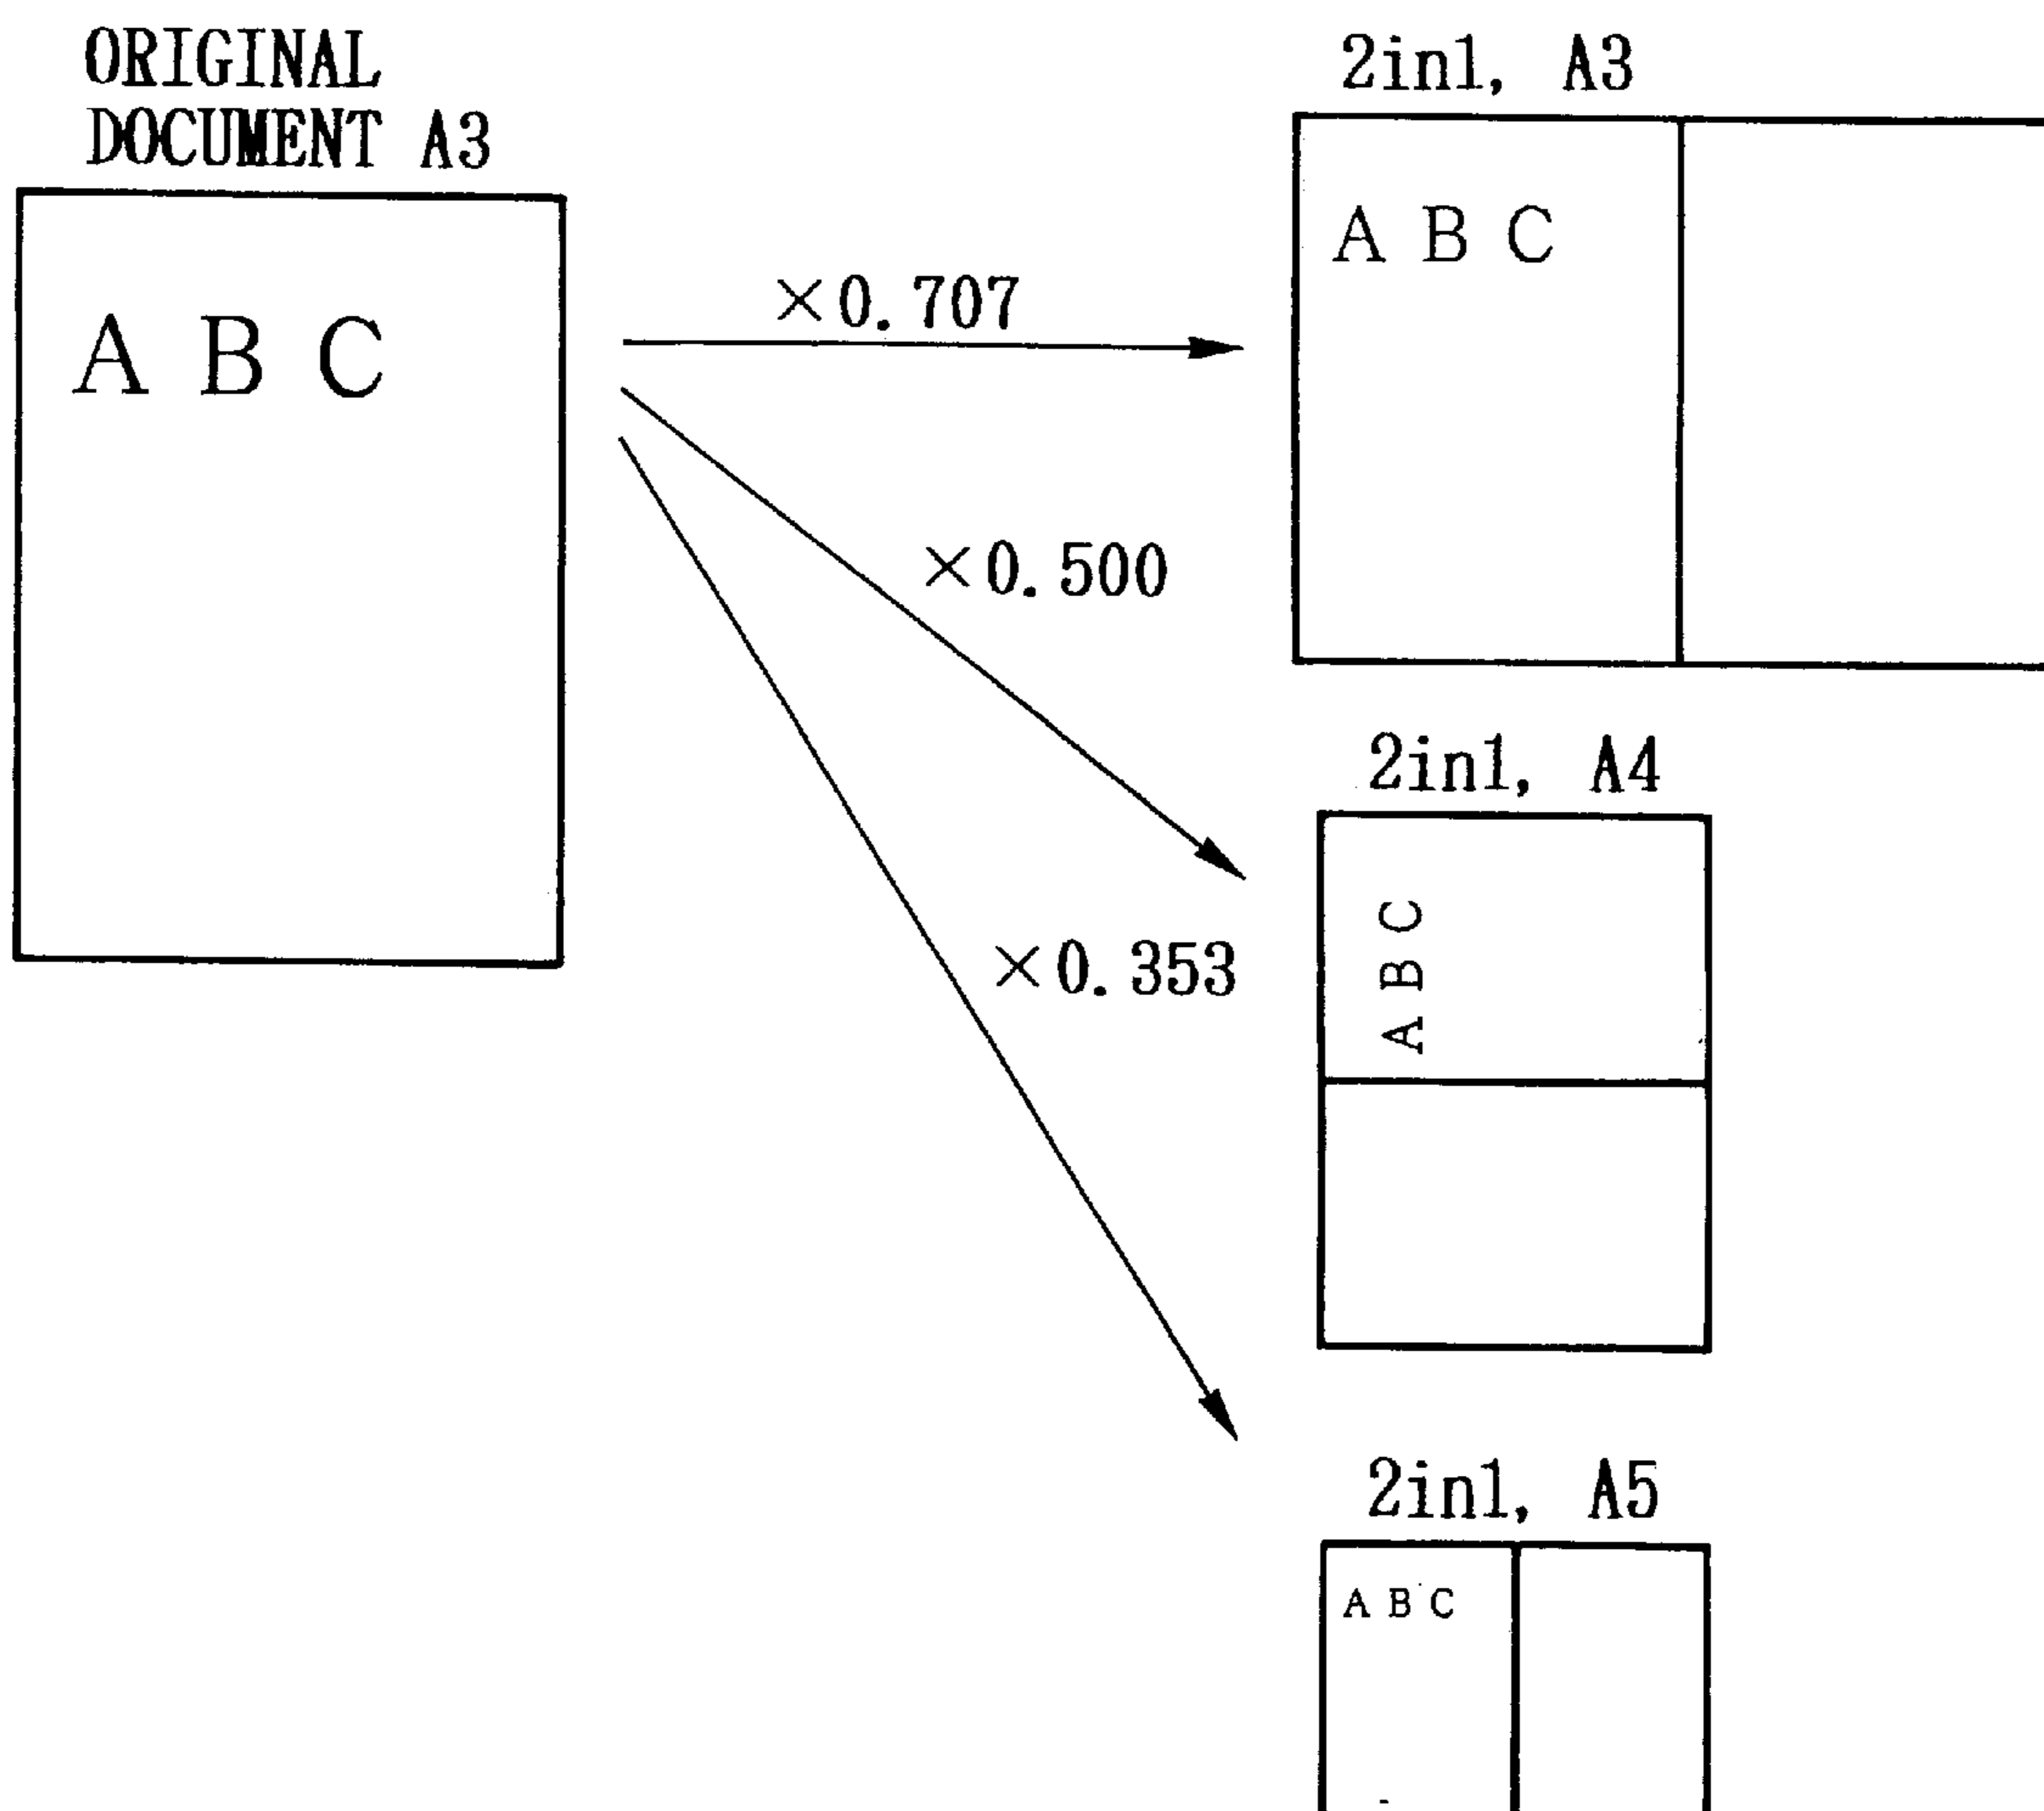 ORIGINAL
DOCUMENT A3
A B C
×0.707
×0.500
×0.353
2in1, A3
A B C
2in1, A4
A B C
2in1, A5
A B C